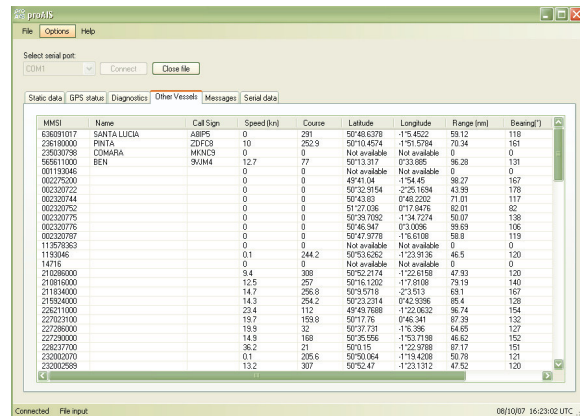 proAIS
File Options Help
Select serial port:
COM1 Connect Close file
Static data GPS status Diagnostics Other Vessels Messages Serial data
MMSI Name Call Sign Speed (kn) Course Latitude Longitude Range (nm) Bearing(°)
636091017 SANTA LUCIA A8IP5 0 291 50°48.6378 -1°5.4522 59.12 118
236180000 PINTA ZDFC8 10 252.9 50°10.4574 -1°51.5784 70.34 161
235030798 COMARA MKNC9 0 0 Not available Not available 0 0
565611000 BEN 9VJM4 12.7 77 50°13.317 0°33.885 96.28 131
001193046 0 0 Not available Not available 0 0
002275200 0 0 49°41.04 -1°54.45 98.27 167
002320722 0 0 50°32.9154 -2°25.1694 43.99 178
002320744 0 0 50°43.83 0°48.2202 71.01 117
002320752 0 0 51°27.036 0°17.8476 82.01 82
002320775 0 0 50°39.7092 -1°34.7274 50.07 138
002320776 0 0 50°46.947 0°3.0096 99.69 106
002320787 0 0 50°47.9778 -1°6.6108 58.8 119
113578363 0 0 Not available Not available 0 0
1193046 0.1 244.2 50°53.6262 -1°23.9136 46.5 120
14716 0 0 Not available Not available 0 0
210286000 9.4 308 50°52.2174 -1°22.6158 47.93 120
210816000 12.5 257 50°16.1202 -1°7.8108 79.19 140
211834000 14.7 256.8 50°9.5718 -2°3.513 69.1 167
215924000 14.3 254.2 50°23.2314 0°42.9396 85.4 128
226211000 23.4 112 49°49.7688 -1°22.0632 96.74 154
227023100 19.7 159.8 50°17.76 0°46.341 87.39 132
227286000 19.9 32 50°37.731 -1°6.396 64.65 127
227290000 14.9 168 50°35.556 -1°53.7198 46.62 152
228237700 36.2 21 50°0.15 -1°22.9788 87.17 151
232002070 0.1 205.6 50°50.064 -1°19.4208 50.78 121
232002589 13.2 307 50°52.47 -1°23.1312 47.52 120
Connected File input 08/10/07 16:23:02 UTC